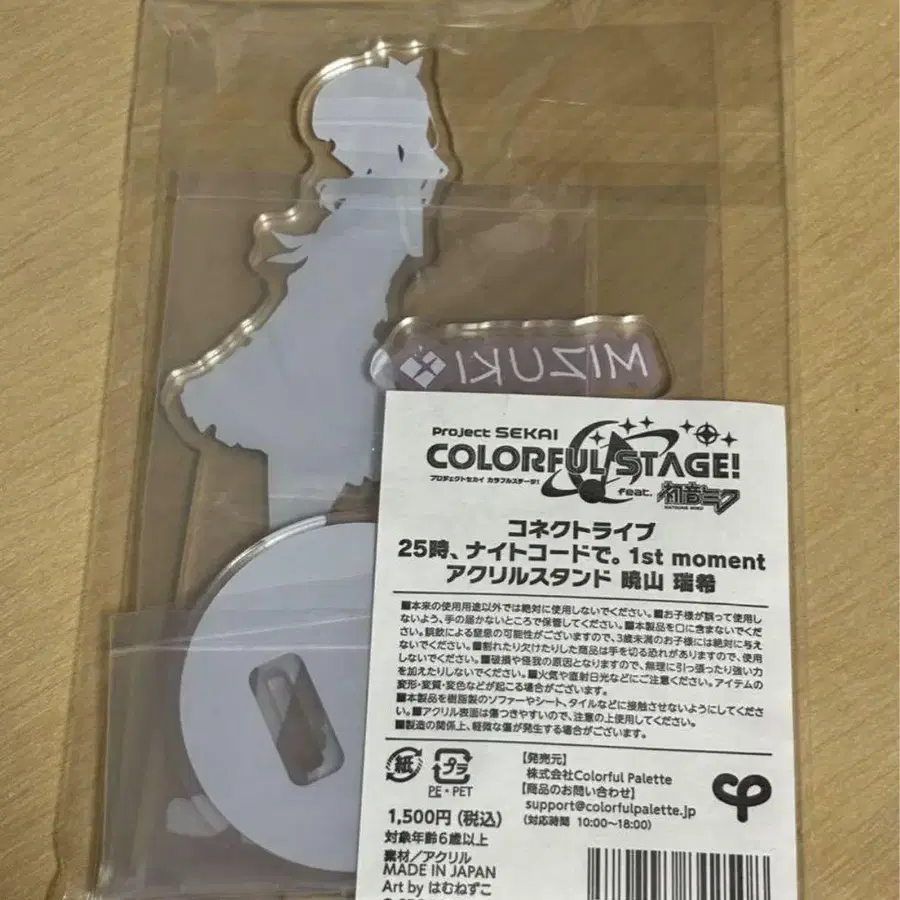 MIZUKI
Project SEKAI
COLORFUL STAGE!
プロジェクトセカイ カラフルステージ!
feat. 初音ミク
HATSUNE MIKU
コネクトライブ
25時、ナイトコードで。1st moment
アクリルスタンド 暁山 瑞希
■本来の使用用途以外では絶対に使用しないでください。■お子様が誤って使用し
ないよう、手の届かないところで保管してください。■本製品を口に含まないでくだ
さい。誤飲による窒息の可能性がございますので、3歳未満のお子様には絶対に与え
ないでください。■割れたり欠けたりした商品は手を切る恐れがありますので、使用
しないでください。■破損や怪我の原因となりますので、無理に引っ張ったり強い力
を加えたりしないでください。■火気や直射日光などにご注意ください。アイテムの
変形・変質・変色などが起こる場合がございます。
■本製品を樹脂製のソファーやシート、タイルなどに接触させないようにしてくださ
い。■アクリル表面は傷つきやすいので、注意の上使用してください。
■製造の関係上、軽微な傷が発生する場合がございます。
紙
プラ
PE・PET
【発売元】
株式会社Colorful Palette
【商品のお問い合わせ】
support@colorfulpalette.jp
(対応時間 10:00~18:00)
1,500円(税込)
対象年齢6歳以上
素材/アクリル
MADE IN JAPAN
Art by はむねずこ